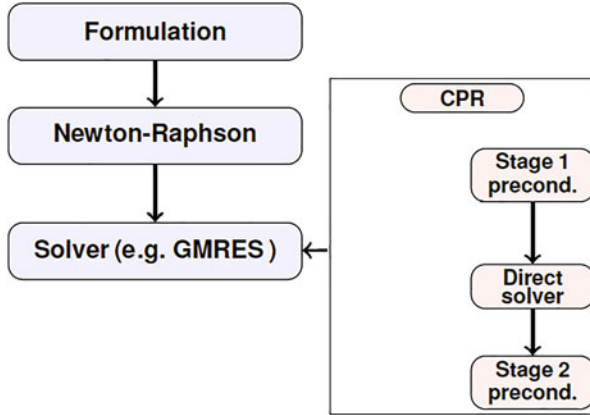 Formulation
Newton-Raphson
Solver (e.g. GMRES )
CPR
Stage 1
precond.
Direct
solver
Stage 2
precond.